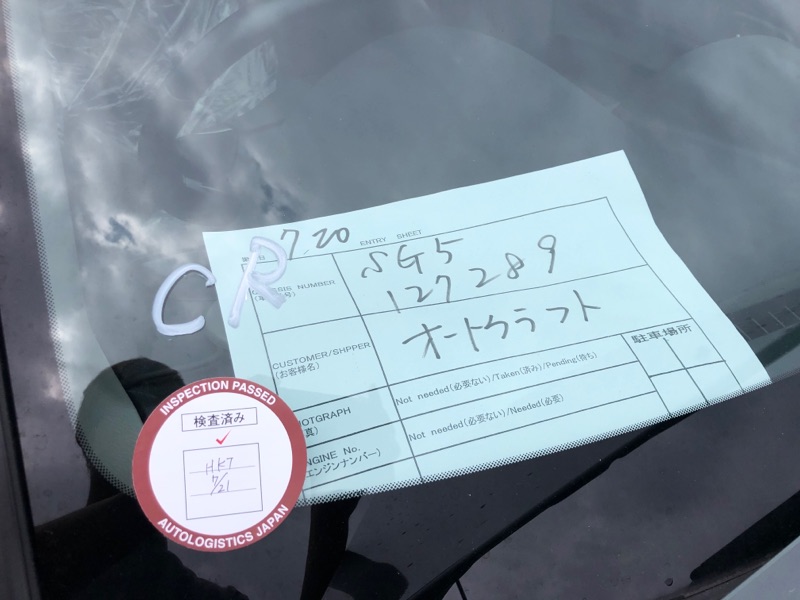 7.20
ENTRY SHEET
SG5
127289
NUMBER
CUSTOMER/SHPPER
(お客様名)
オートクラフト
駐車場所
Not needed(必要ない)/Taken(済み)/Pending(待ち)
Not needed(必要ない)/Needed(必要)
No.
エンジンナンバー)
CR
INSPECTION PASSED
検査済み
HK7
7/21
AUTOLOGISTICS JAPAN